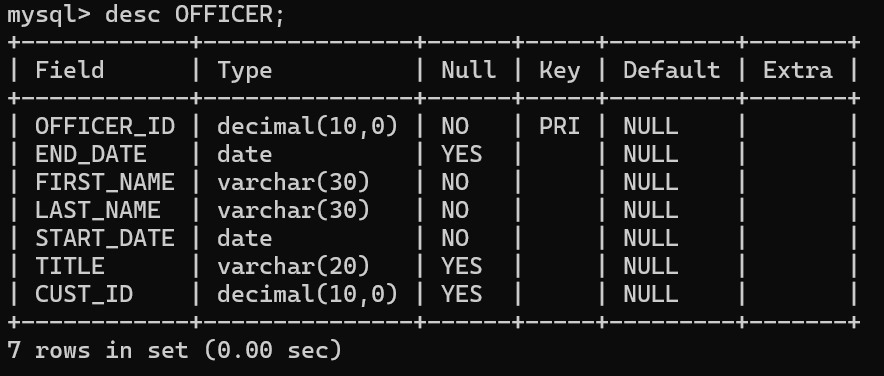 mysql> desc OFFICER;
+------------+---------------+------+-----+---------+-------+
| Field      | Type          | Null | Key | Default | Extra |
+------------+---------------+------+-----+---------+-------+
| OFFICER_ID | decimal(10,0) | NO   | PRI | NULL    |       |
| END_DATE   | date          | YES  |     | NULL    |       |
| FIRST_NAME | varchar(30)   | NO   |     | NULL    |       |
| LAST_NAME  | varchar(30)   | NO   |     | NULL    |       |
| START_DATE | date          | NO   |     | NULL    |       |
| TITLE      | varchar(20)   | YES  |     | NULL    |       |
| CUST_ID    | decimal(10,0) | YES  |     | NULL    |       |
+------------+---------------+------+-----+---------+-------+
7 rows in set (0.00 sec)